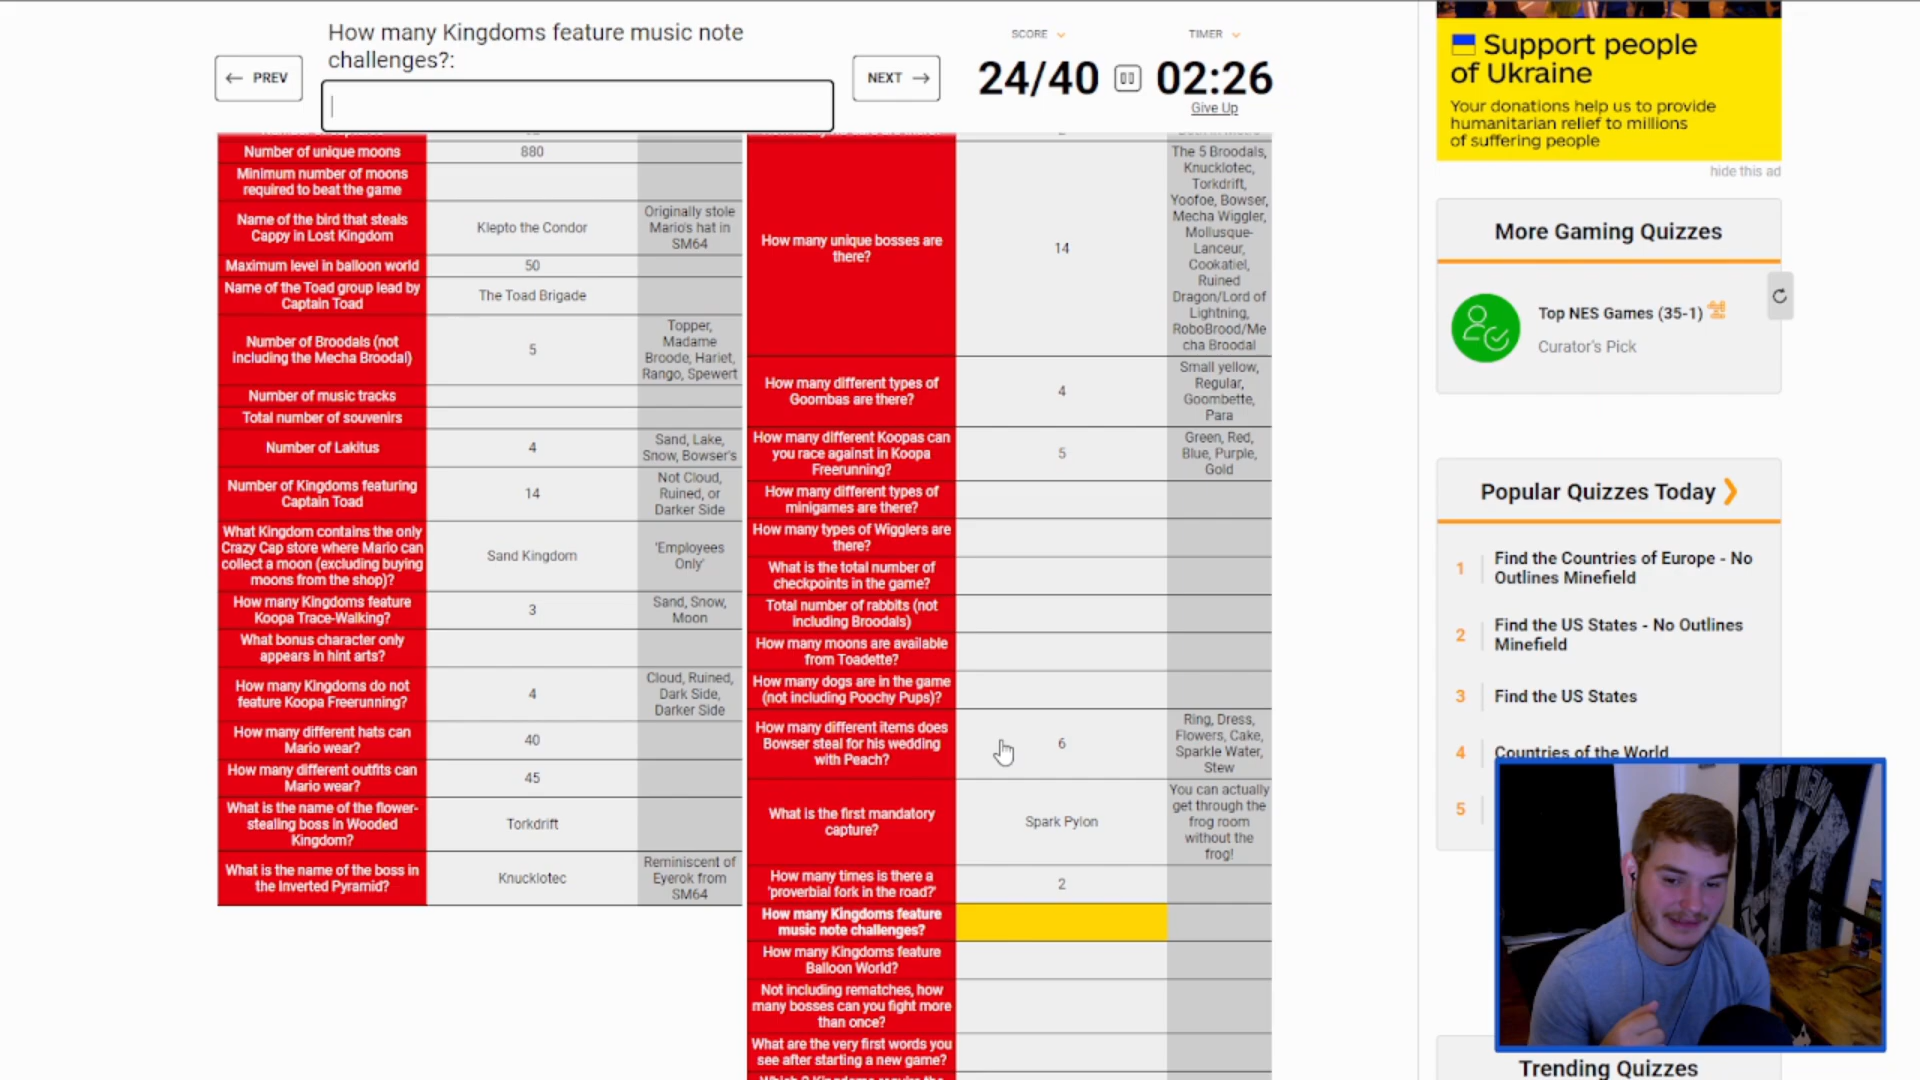 How many Kingdoms feature music note
challenges?:
← PREV
NEXT →
SCORE
24/40
TIMER
02:26
Give Up
Number of unique moons
880
Minimum number of moons
required to beat the game
Name of the bird that steals
Cappy in Lost Kingdom
Klepto the Condor
Originally stole
Mario's hat in
SM64
Maximum level in balloon world
50
Name of the Toad group lead by
Captain Toad
The Toad Brigade
Number of Broodals (not
including the Mecha Broodal)
5
Topper,
Madame
Broode, Hariet,
Rango, Spewert
Number of music tracks
Total number of souvenirs
Number of Lakitus
4
Sand, Lake,
Snow, Bowser's
Number of Kingdoms featuring
Captain Toad
14
Not Cloud,
Ruined, or
Darker Side
What Kingdom contains the only
Crazy Cap store where Mario can
collect a moon (excluding buying
moons from the shop)?
Sand Kingdom
'Employees
Only'
How many Kingdoms feature
Koopa Trace-Walking?
3
Sand, Snow,
Moon
What bonus character only
appears in hint arts?
How many Kingdoms do not
feature Koopa Freerunning?
4
Cloud, Ruined,
Dark Side,
Darker Side
How many different hats can
Mario wear?
40
How many different outfits can
Mario wear?
45
What is the name of the flower-
stealing boss in Wooded
Kingdom?
Torkdrift
What is the name of the boss in
the Inverted Pyramid?
Knucklotec
Reminiscent of
Eyerok from
SM64
How many unique bosses are
there?
14
The 5 Broodals,
Knucklotec,
Torkdrift,
Yoofoe, Bowser,
Mecha Wiggler,
Mollusque-
Lanceur,
Cookatiel,
Ruined
Dragon/Lord of
Lightning,
RoboBrood/Me
cha Broodal
How many different types of
Goombas are there?
4
Small yellow,
Regular,
Goombette,
Para
How many different Koopas can
you race against in Koopa
Freerunning?
5
Green, Red,
Blue, Purple,
Gold
How many different types of
minigames are there?
How many types of Wigglers are
there?
What is the total number of
checkpoints in the game?
Total number of rabbits (not
including Broodals)
How many moons are available
from Toadette?
How many dogs are in the game
(not including Poochy Pups)?
How many different items does
Bowser steal for his wedding
with Peach?
6
Ring, Dress,
Flowers, Cake,
Sparkle Water,
Stew
What is the first mandatory
capture?
Spark Pylon
You can actually
get through the
frog room
without the
frog!
How many times is there a
'proverbial fork in the road?'
2
How many Kingdoms feature
music note challenges?
How many Kingdoms feature
Balloon World?
Not including rematches, how
many bosses can you fight more
than once?
What are the very first words you
see after starting a new game?
Support people
of Ukraine
Your donations help us to provide
humanitarian relief to millions
of suffering people
hide this ad
More Gaming Quizzes
Top NES Games (35-1)
Curator's Pick
Popular Quizzes Today ❯
1 Find the Countries of Europe - No
Outlines Minefield
2 Find the US States - No Outlines
Minefield
3 Find the US States
4 Countries of the World
5
Trending Quizzes